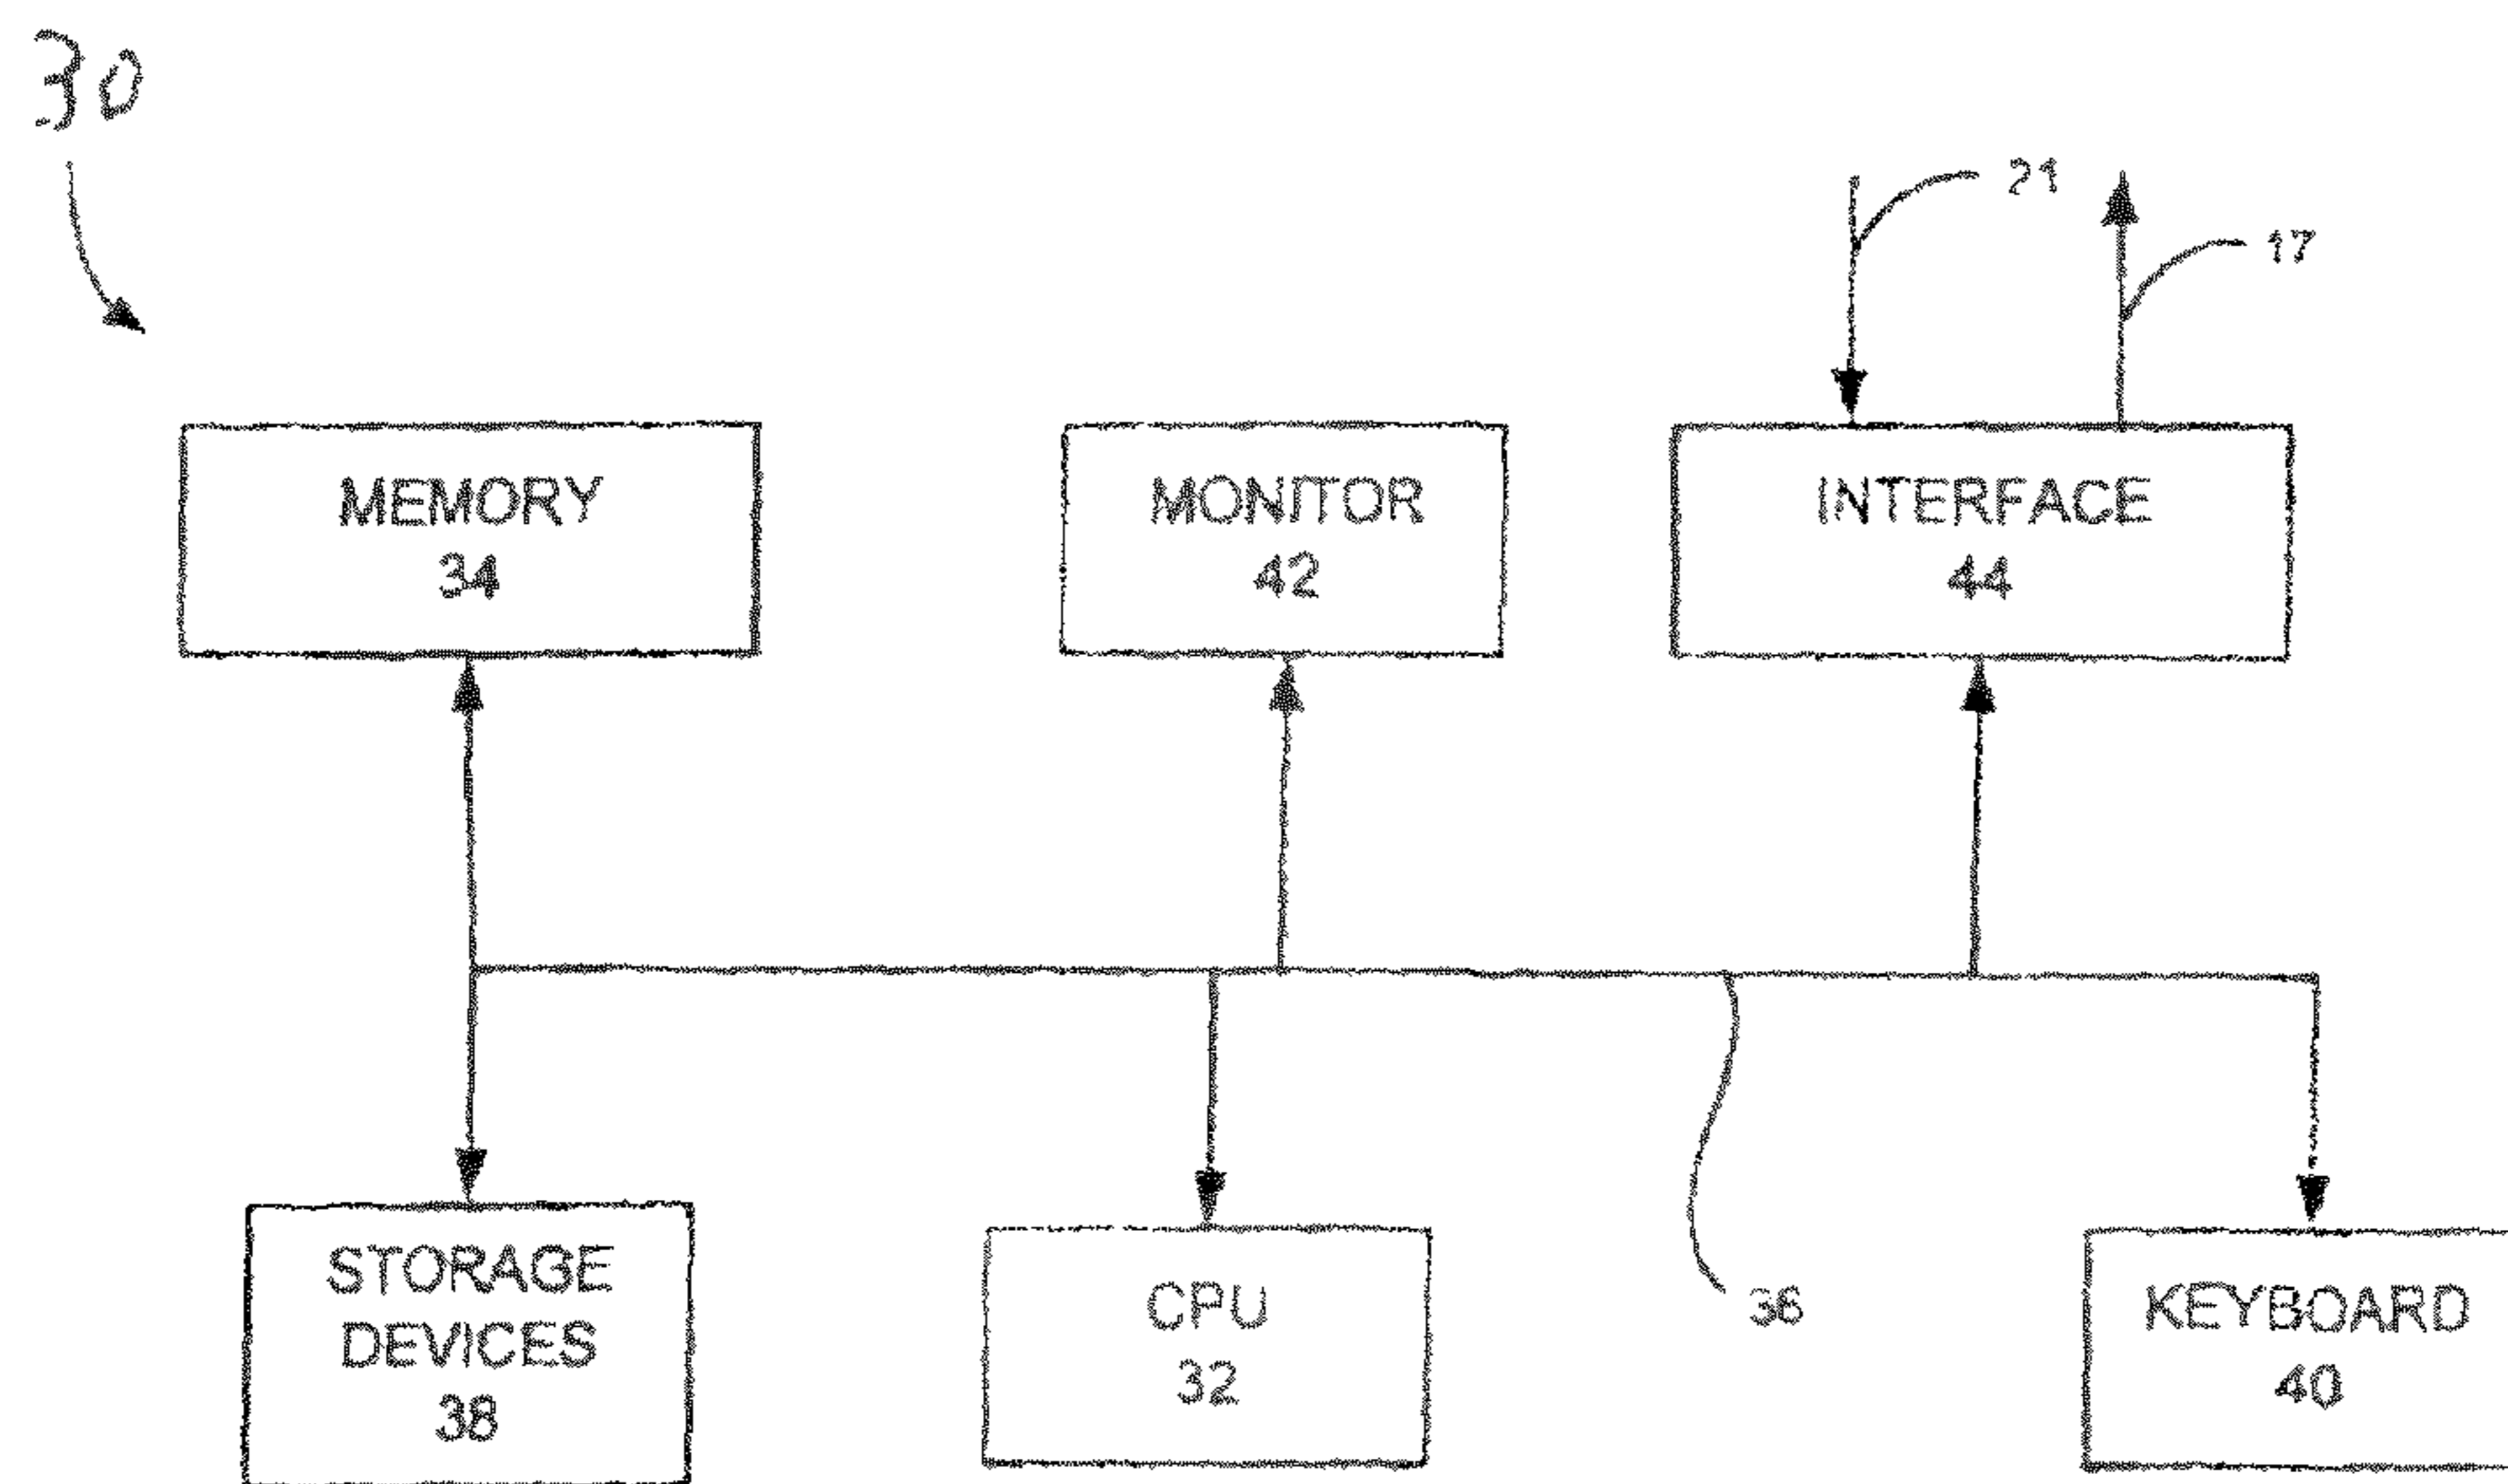 30
21
17
MEMORY
34
MONITOR
42
INTERFACE
44
STORAGE
DEVICES
38
CPU
32
36
KEYBOARD
40